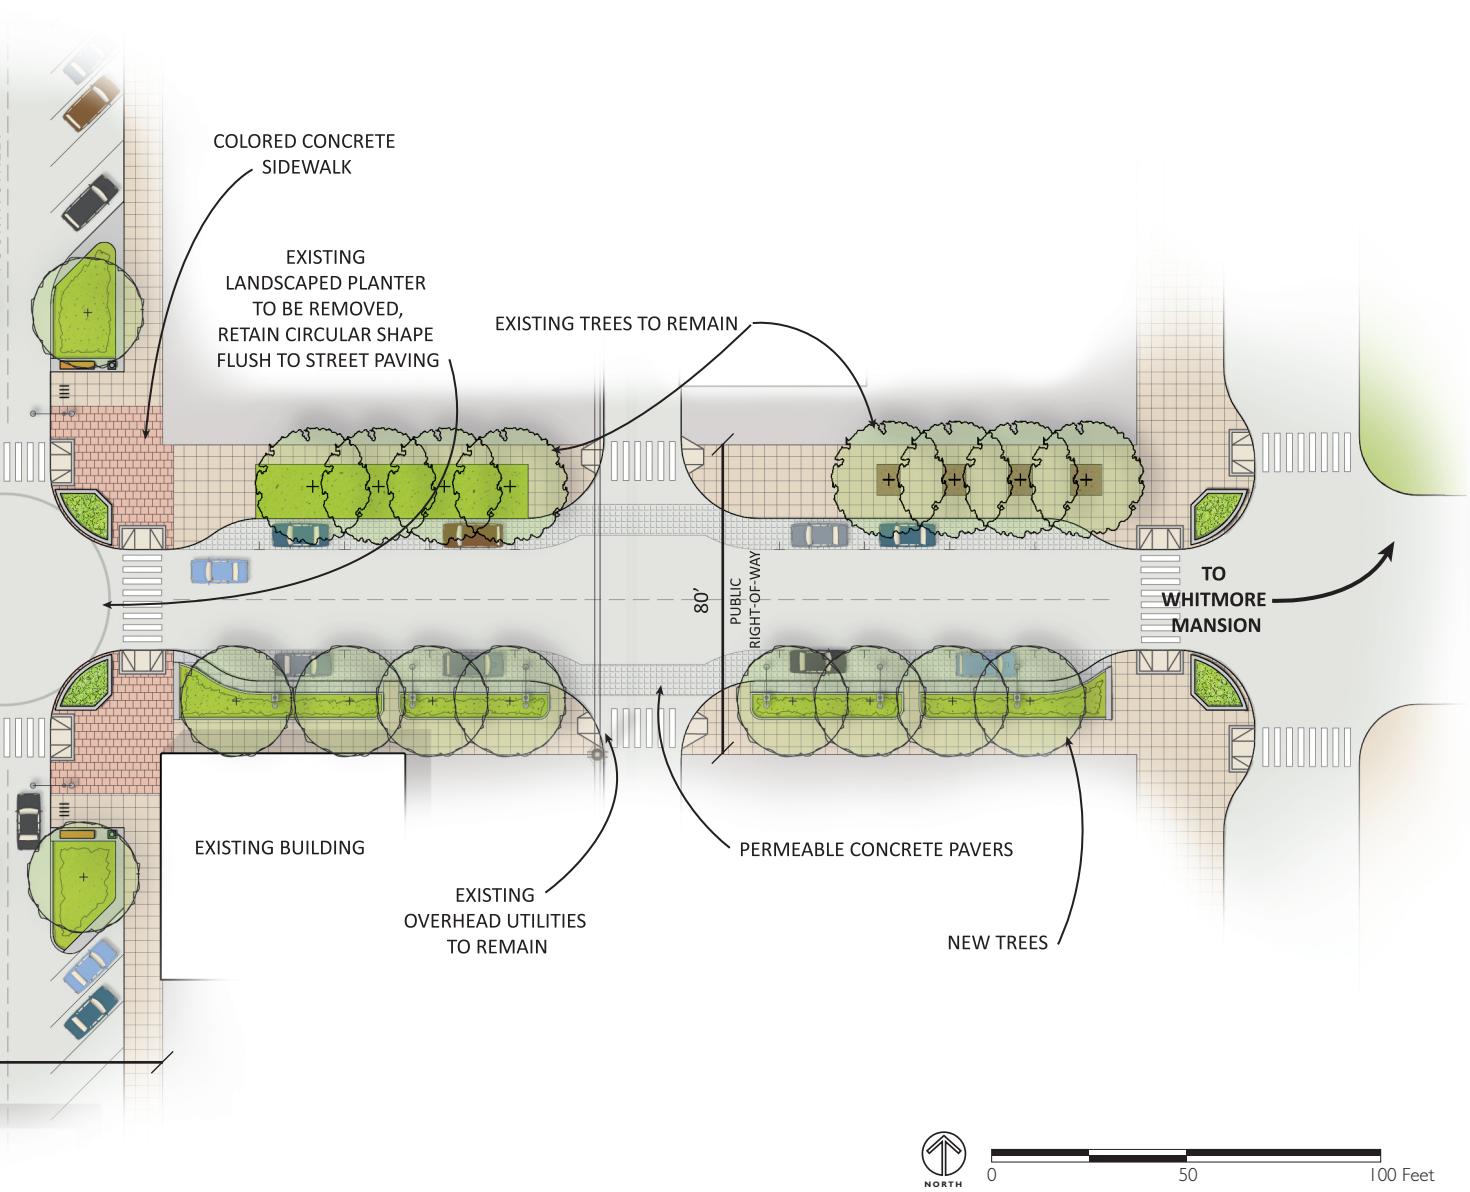 COLORED CONCRETE
SIDEWALK
EXISTING
LANDSCAPED PLANTER
TO BE REMOVED,
RETAIN CIRCULAR SHAPE
FLUSH TO STREET PAVING
EXISTING TREES TO REMAIN
80'
PUBLIC
RIGHT-OF-WAY
TO
WHITMORE
MANSION
EXISTING BUILDING
PERMEABLE CONCRETE PAVERS
EXISTING
OVERHEAD UTILITIES
TO REMAIN
NEW TREES
NORTH
0 50 100 Feet